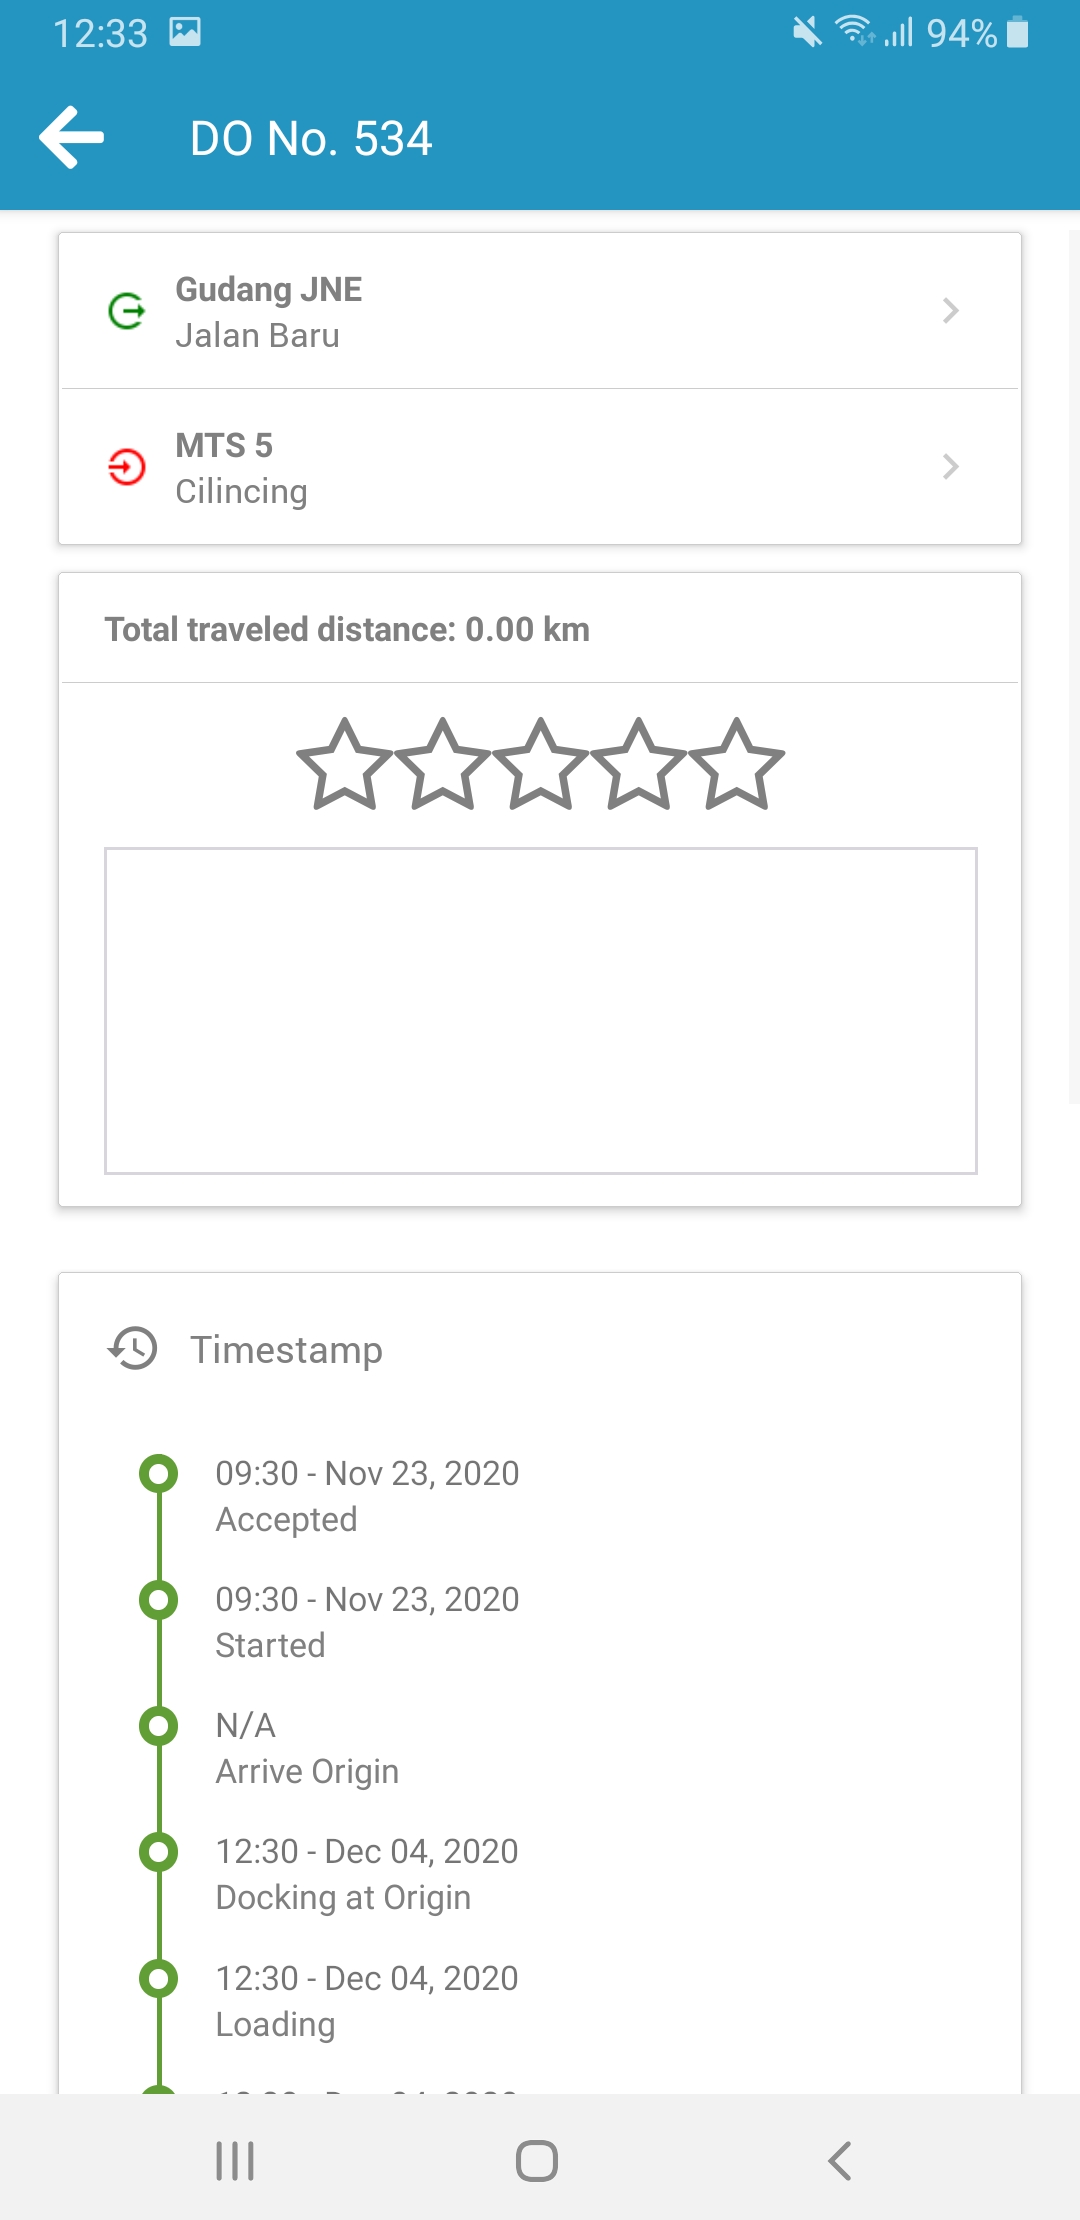 12:33
94%
DO No. 534
Gudang JNE
Jalan Baru
MTS 5
Cilincing
Total traveled distance: 0.00 km
Timestamp
09:30 - Nov 23, 2020
Accepted
09:30 - Nov 23, 2020
Started
N/A
Arrive Origin
12:30 - Dec 04, 2020
Docking at Origin
12:30 - Dec 04, 2020
Loading